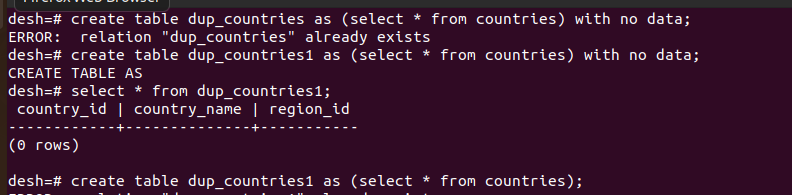 desh=# create table dup_countries as (select * from countries) with no data;
ERROR:  relation "dup_countries" already exists
desh=# create table dup_countries1 as (select * from countries) with no data;
CREATE TABLE AS
desh=# select * from dup_countries1;
 country_id | country_name | region_id
------------+--------------+-----------
(0 rows)
desh=# create table dup_countries1 as (select * from countries);